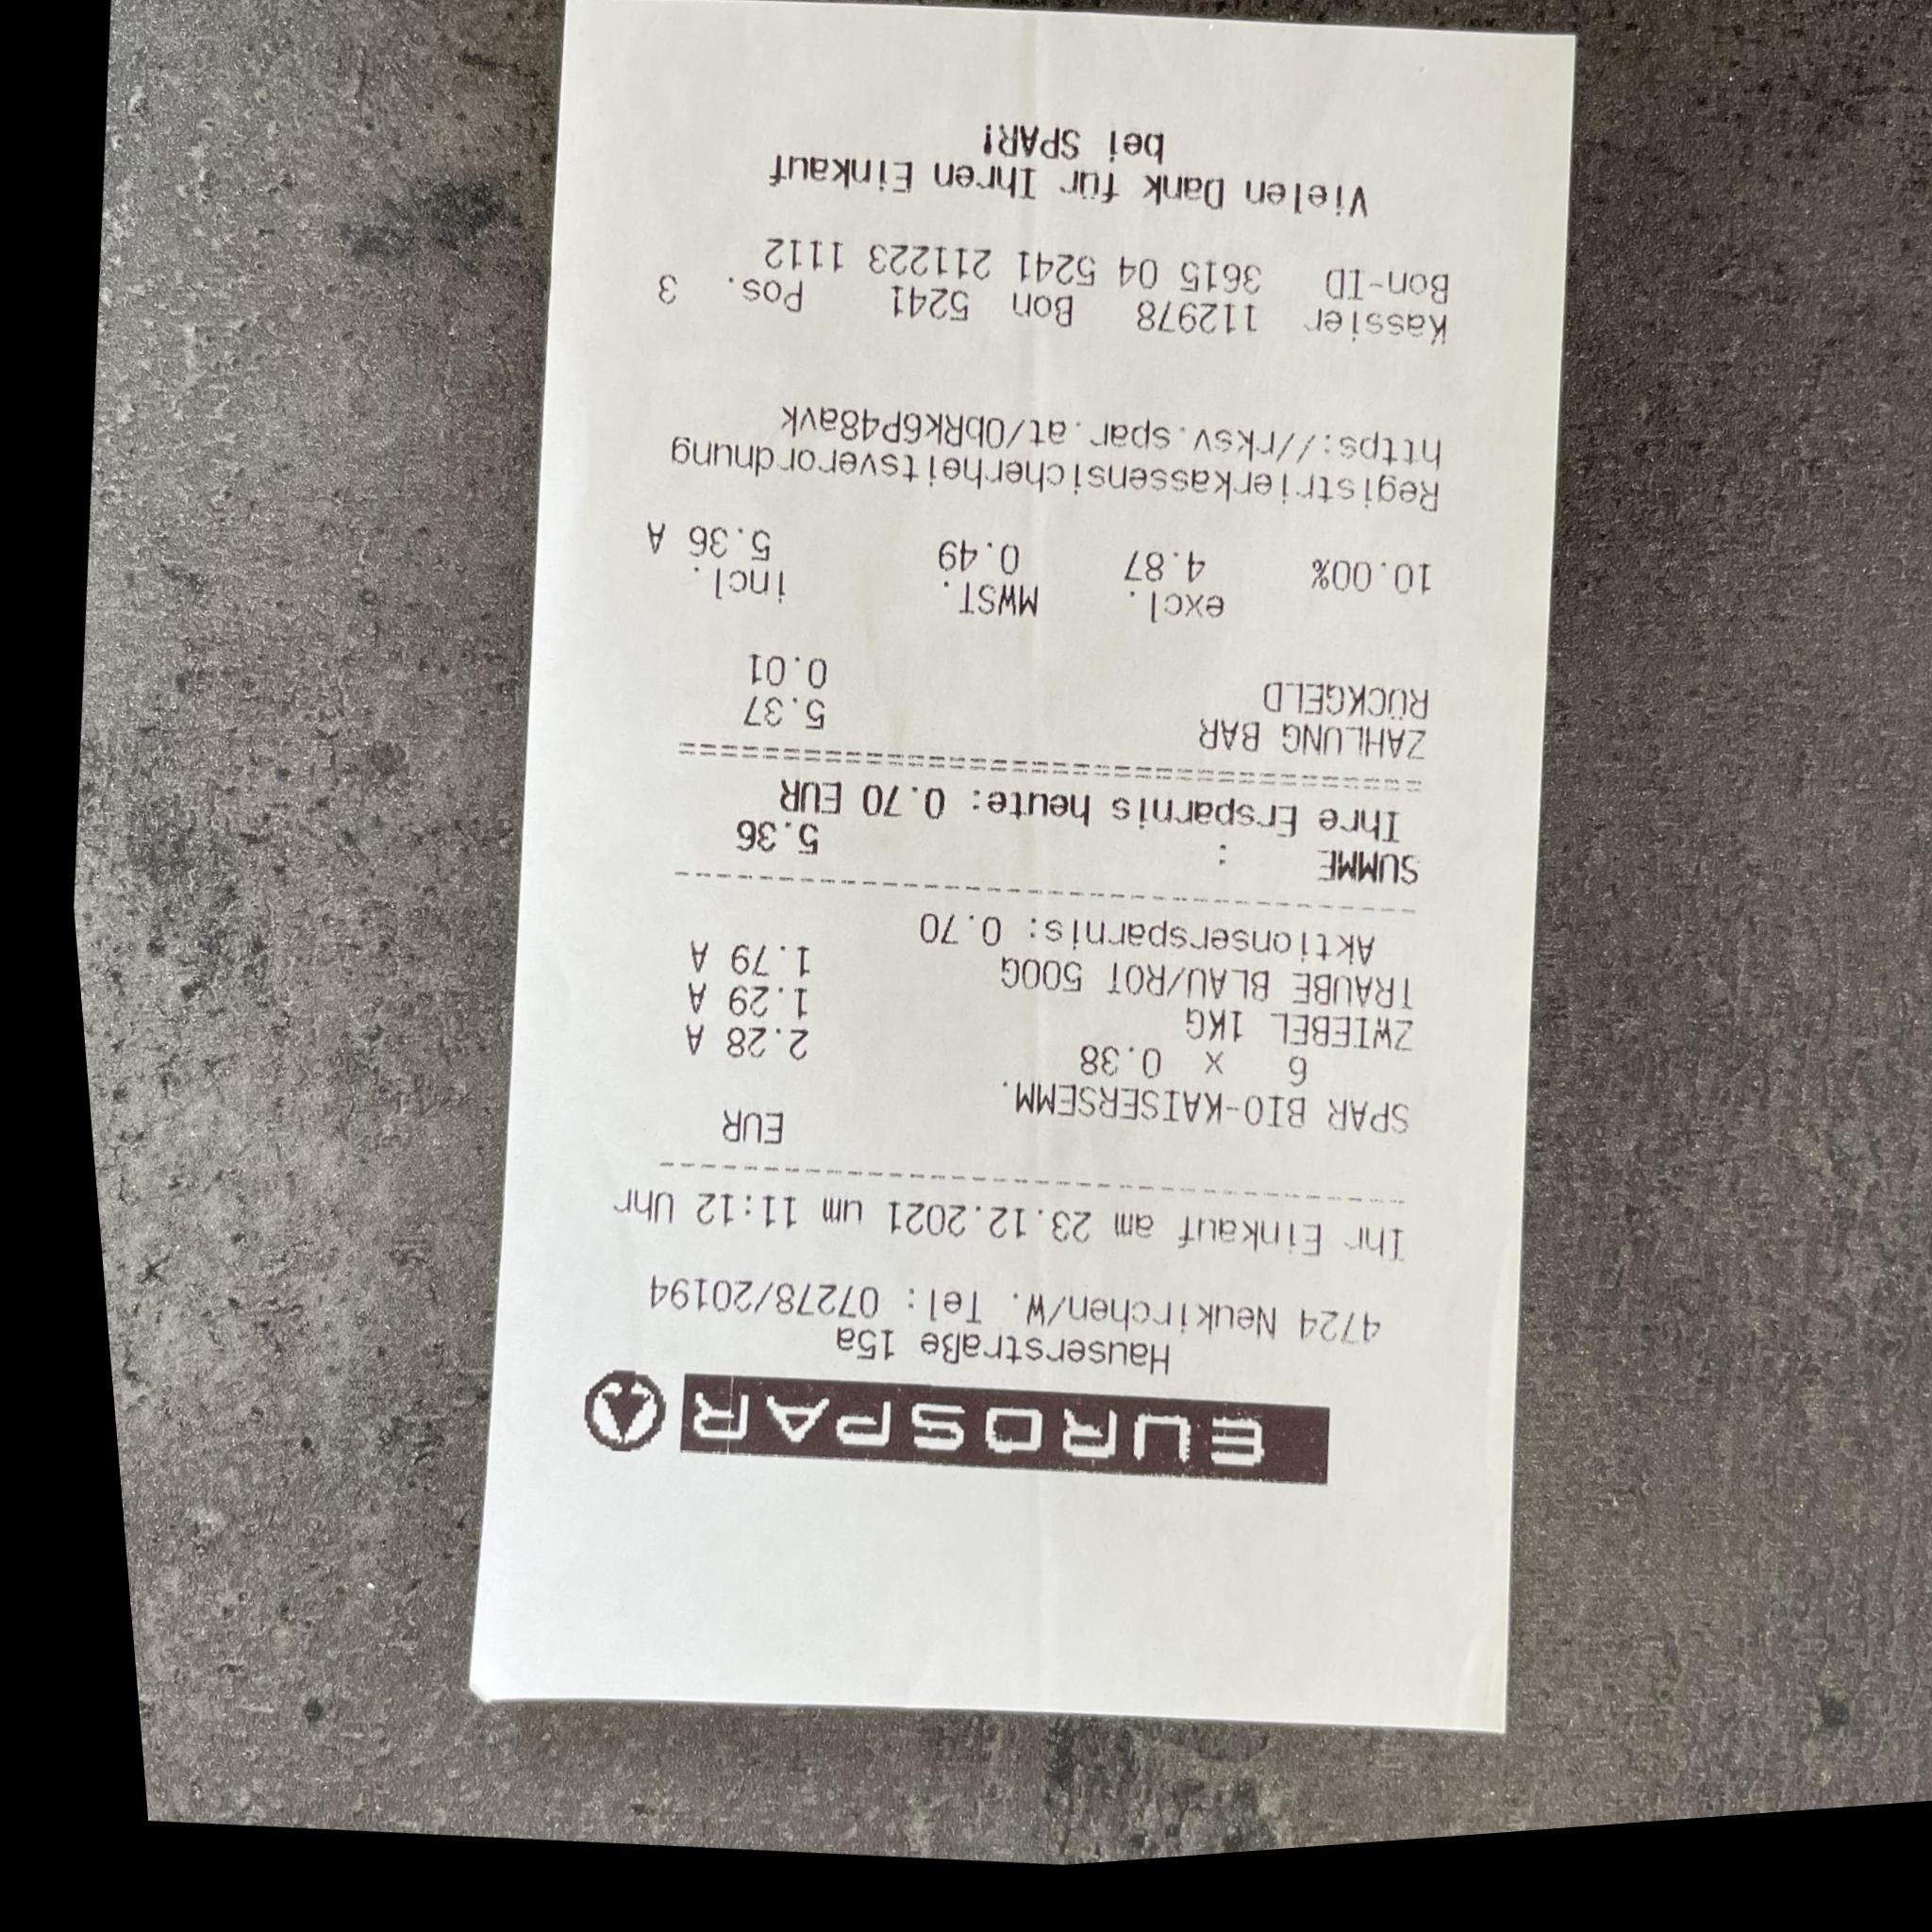 EUROSPAR
Hauserstraße 15a
4724 Neukirchen/W. Tel: 07278/20194
Ihr Einkauf am 23.12.2021 um 11:12 Uhr
EUR
SPAR BIO-KAISERSEMM.
6 x 0.38 2.28 A
ZWIEBEL 1KG 1.29 A
TRAUBE BLAU/ROT 500G 1.79 A
Aktionsersparnis: 0.70
SUMME : 5.36
Ihre Ersparnis heute: 0.70 EUR
ZAHLUNG BAR 5.37
RÜCKGELD 0.01
excl. MWST. incl.
10.00% 4.87 0.49 5.36 A
Registrierkassensicherheitsverordnung
https://rksv.spar.at/0bRk6P48avk
Kassier 112978 Bon 5241 Pos. 3
Bon-ID 3615 04 5241 211223 1112
Vielen Dank für Ihren Einkauf
bei SPAR!